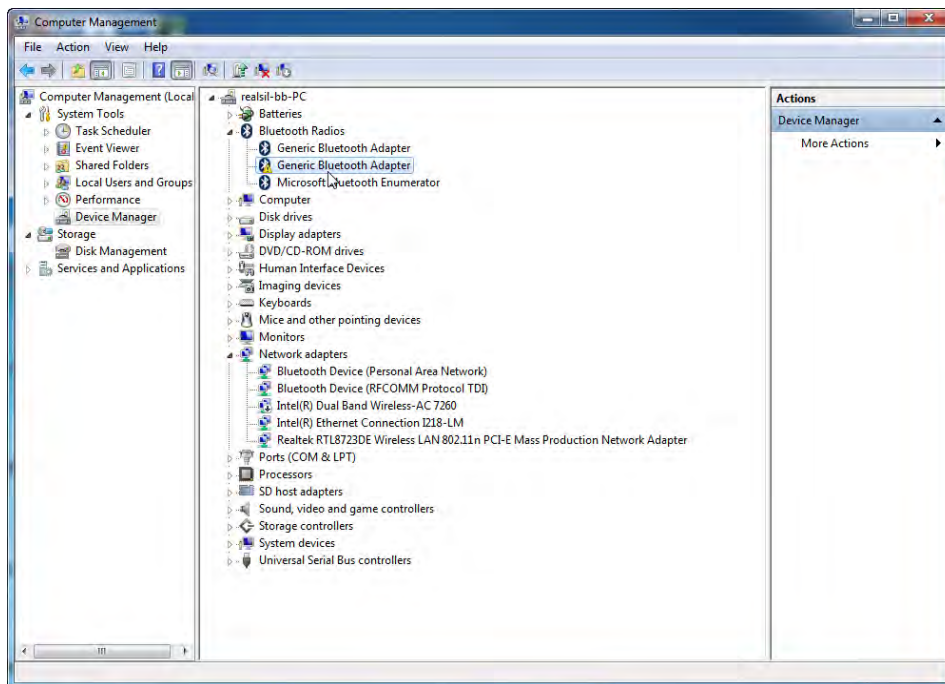 Computer Management
File Action View Help
Computer Management (Local
System Tools
Task Scheduler
Event Viewer
Shared Folders
Local Users and Groups
Performance
Device Manager
Storage
Disk Management
Services and Applications
realsil-bb-PC
Batteries
Bluetooth Radios
Generic Bluetooth Adapter
Generic Bluetooth Adapter
Microsoft Bluetooth Enumerator
Computer
Disk drives
Display adapters
DVD/CD-ROM drives
Human Interface Devices
Imaging devices
Keyboards
Mice and other pointing devices
Monitors
Network adapters
Bluetooth Device (Personal Area Network)
Bluetooth Device (RFCOMM Protocol TDI)
Intel(R) Dual Band Wireless-AC 7260
Intel(R) Ethernet Connection I218-LM
Realtek RTL8723DE Wireless LAN 802.11n PCI-E Mass Production Network Adapter
Ports (COM & LPT)
Processors
SD host adapters
Sound, video and game controllers
Storage controllers
System devices
Universal Serial Bus controllers
Actions
Device Manager
More Actions